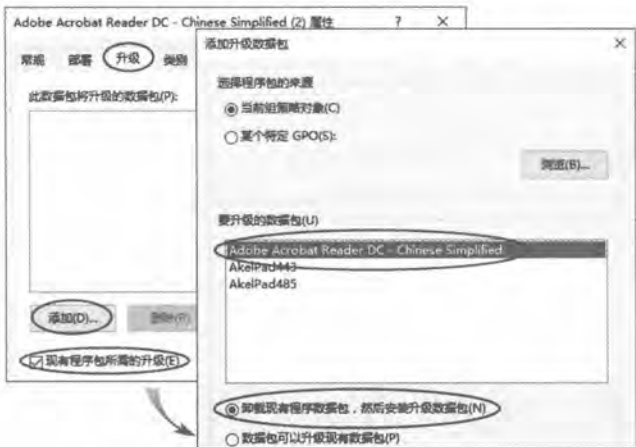 Adobe Acrobat Reader DC - Chinese Simplified (2) 属性 ? ×
常规 部署 升级 类别
此数据包将升级的数据包(P):
添加(D)... 删除(R)
现有程序包所需的升级(E)
添加升级数据包 ×
选择程序包的来源
当前组策略对象(C)
某个特定 GPO(S):
浏览(B)...
要升级的数据包(U)
Adobe Acrobat Reader DC - Chinese Simplified
AkelPad443
AkelPad485
卸载现有程序数据包，然后安装升级数据包(N)
数据包可以升级现有数据包(P)